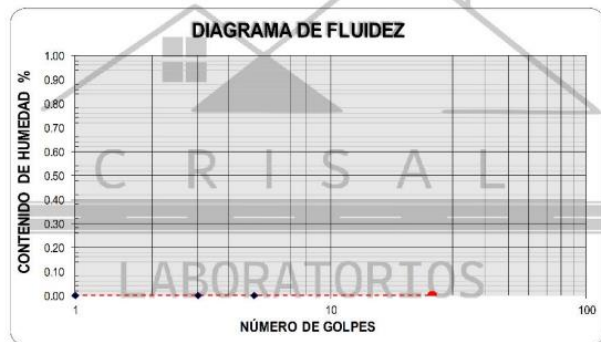 DIAGRAMA DE FLUIDEZ
CONTENIDO DE HUMEDAD %
1.00
0.90
0.80
0.70
0.60
0.50
0.40
0.30
0.20
0.10
0.00
CRISAL
LABORATORIOS
1 10 100
NÚMERO DE GOLPES